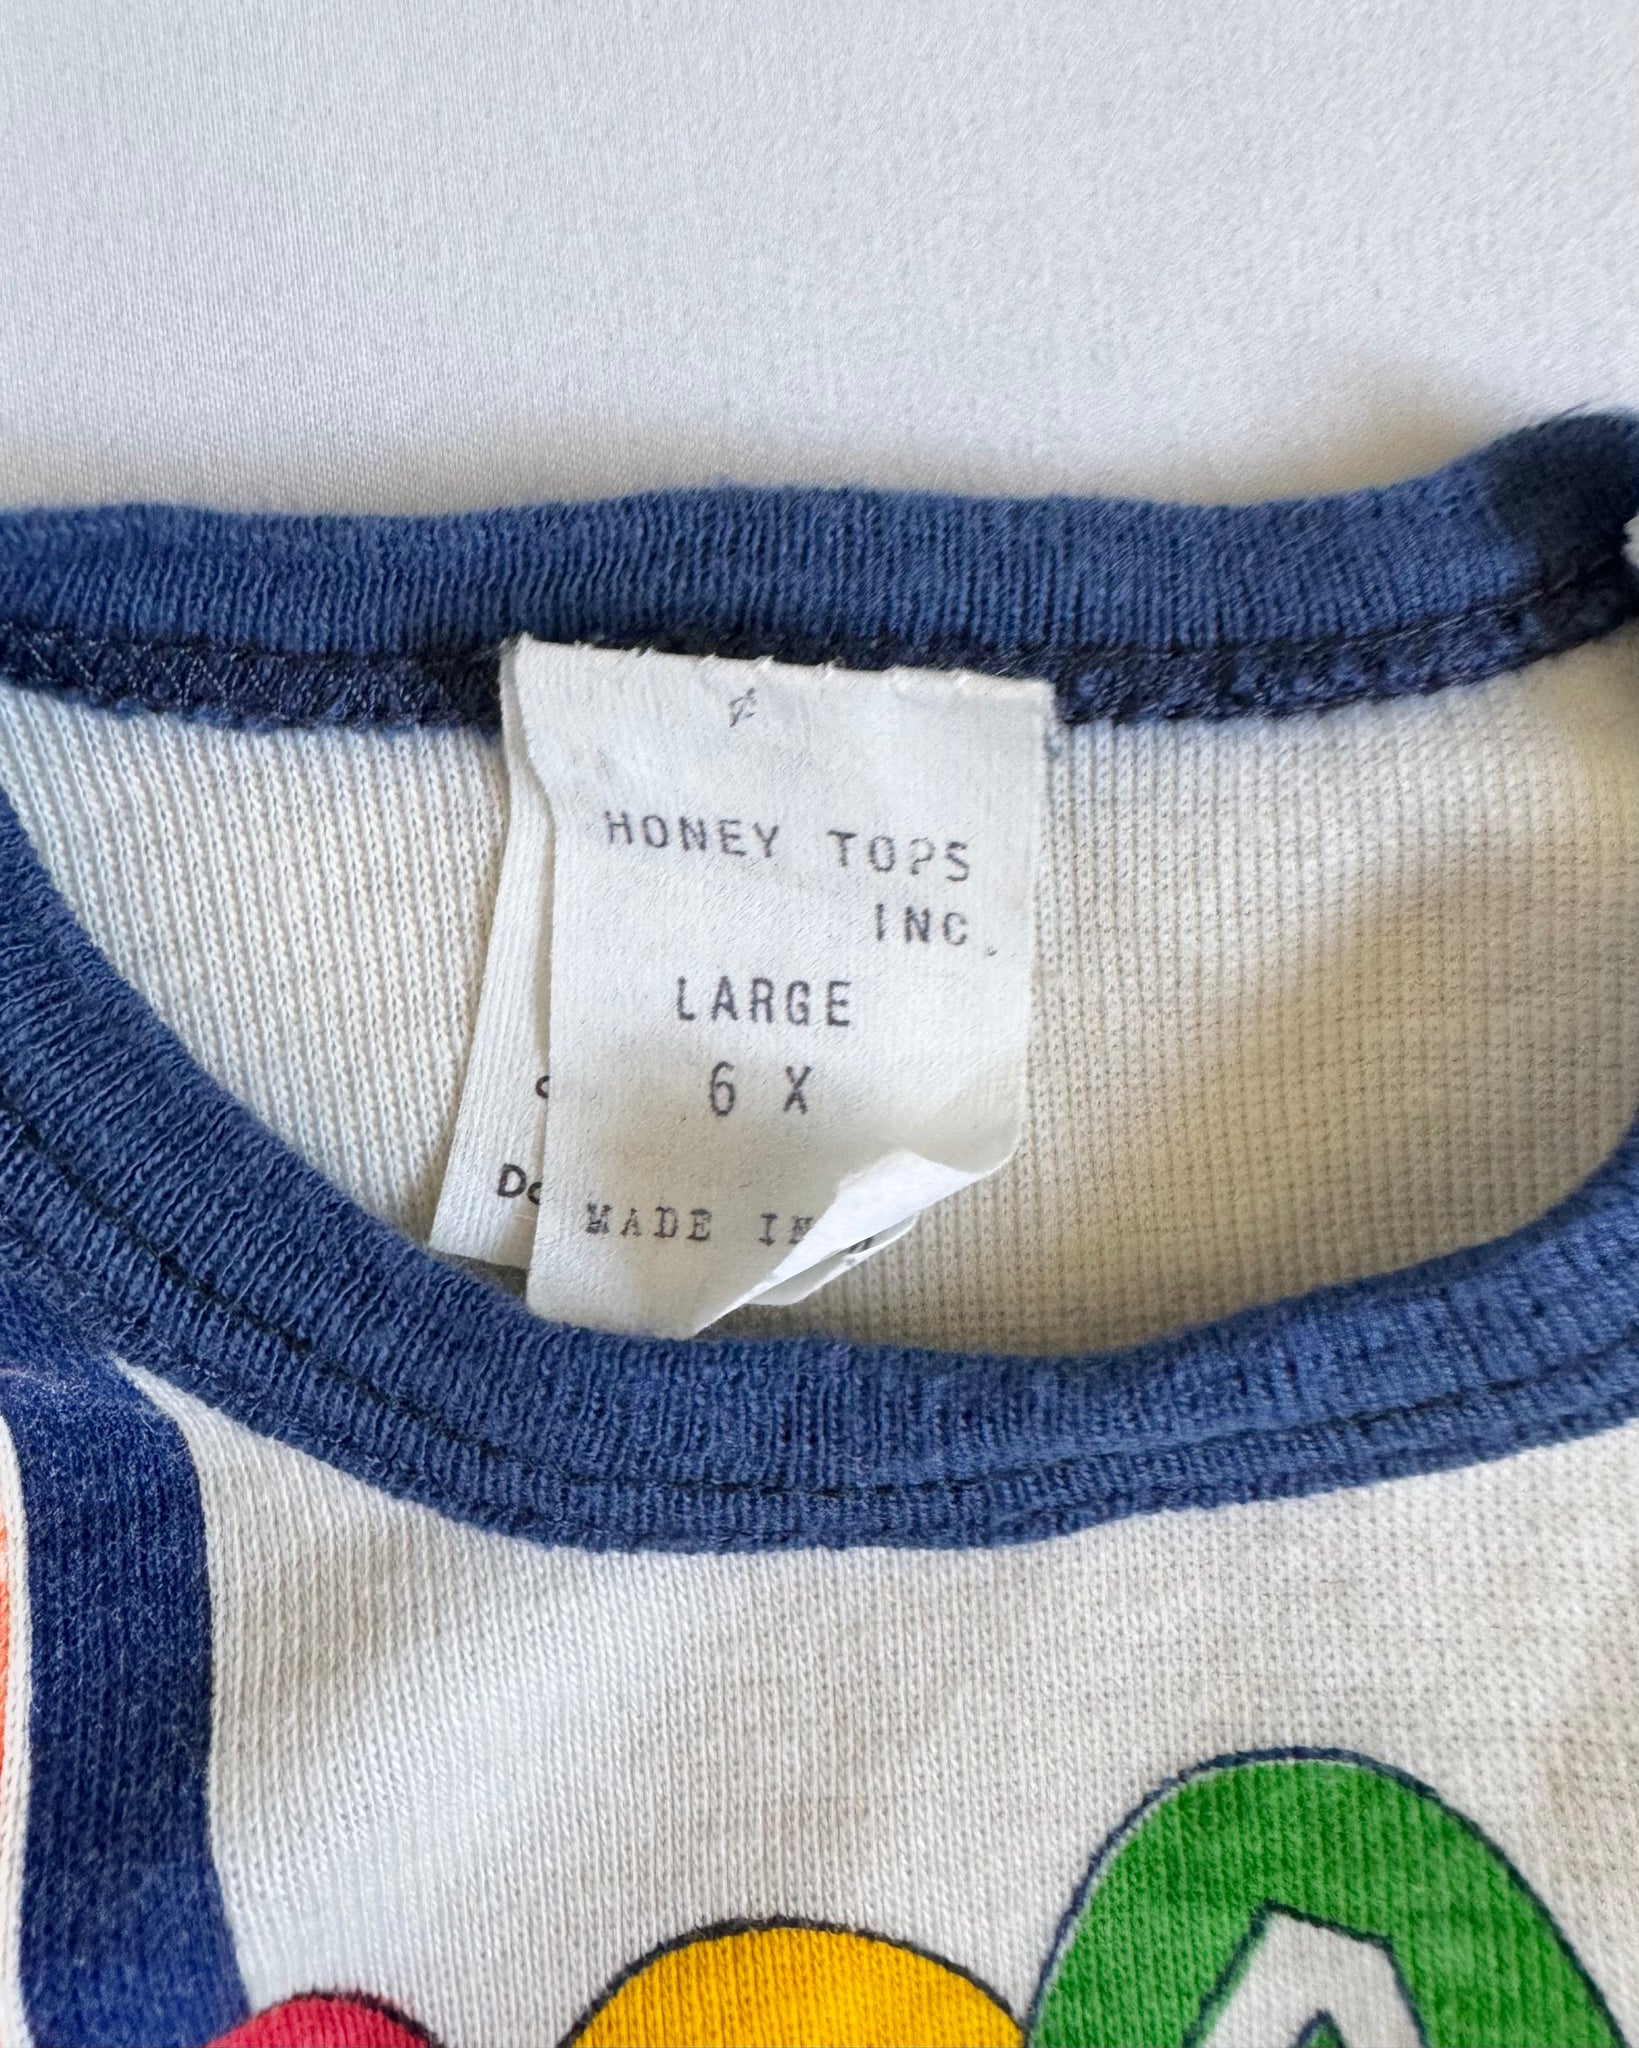 HONEY TOPS
INC.
LARGE
6 X
MADE IN